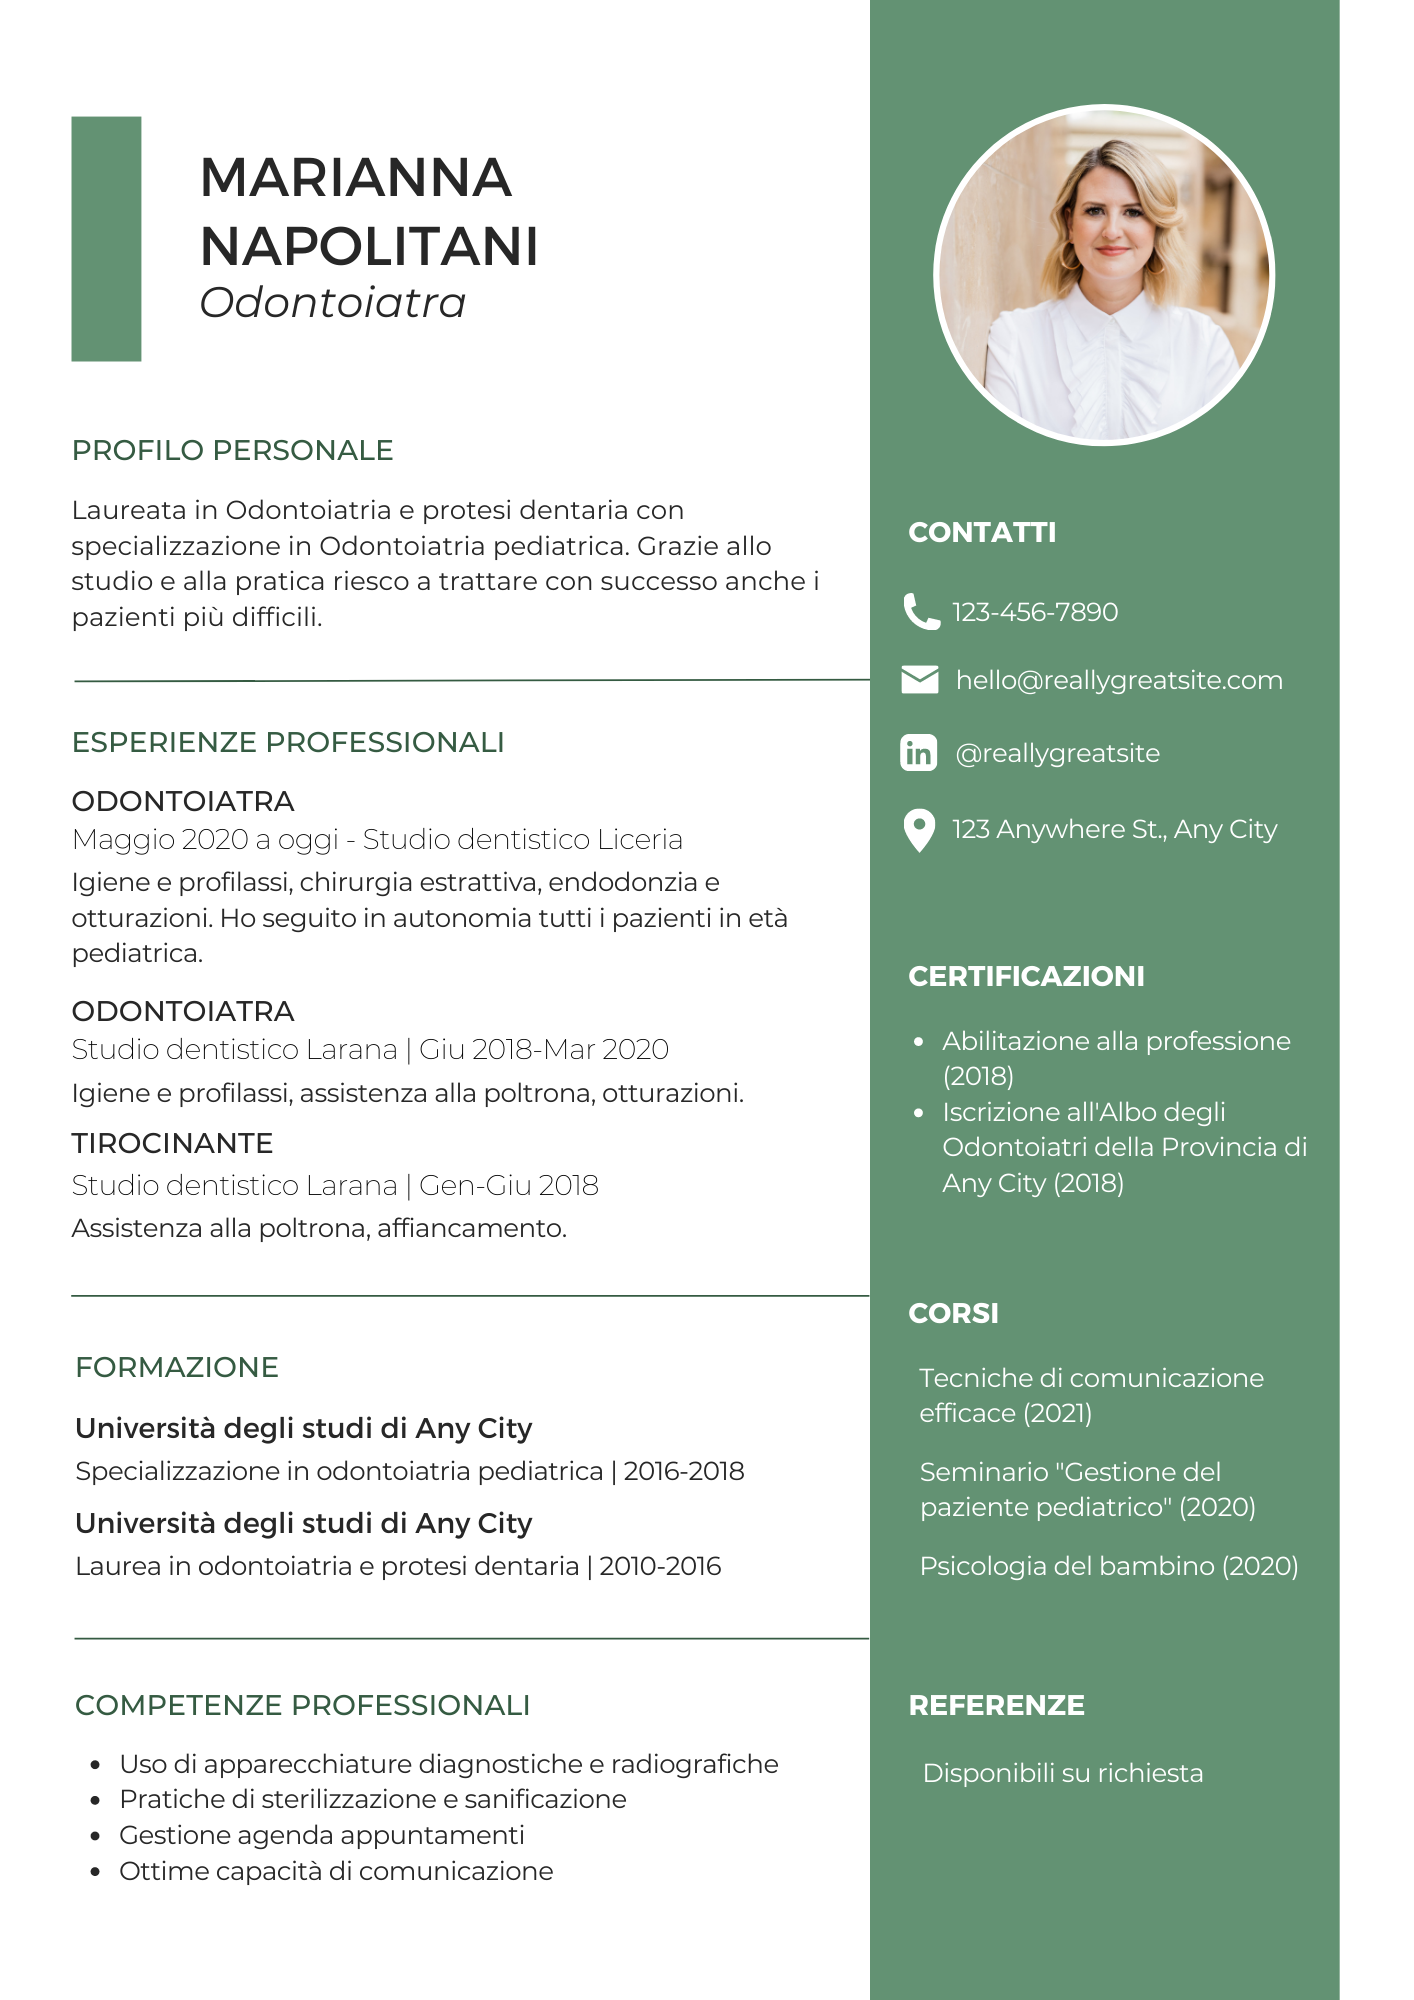 MARIANNA
NAPOLITANI
Odontoiatra
PROFILO PERSONALE
Laureata in Odontoiatria e protesi dentaria con
specializzazione in Odontoiatria pediatrica. Grazie allo
studio e alla pratica riesco a trattare con successo anche i
pazienti più difficili.
ESPERIENZE PROFESSIONALI
ODONTOIATRA
Maggio 2020 a oggi - Studio dentistico Liceria
Igiene e profilassi, chirurgia estrattiva, endodonzia e
otturazioni. Ho seguito in autonomia tutti i pazienti in età
pediatrica.
ODONTOIATRA
Studio dentistico Larana | Giu 2018-Mar 2020
Igiene e profilassi, assistenza alla poltrona, otturazioni.
TIROCINANTE
Studio dentistico Larana | Gen-Giu 2018
Assistenza alla poltrona, affiancamento.
FORMAZIONE
Università degli studi di Any City
Specializzazione in odontoiatria pediatrica | 2016-2018
Università degli studi di Any City
Laurea in odontoiatria e protesi dentaria | 2010-2016
COMPETENZE PROFESSIONALI
• Uso di apparecchiature diagnostiche e radiografiche
• Pratiche di sterilizzazione e sanificazione
• Gestione agenda appuntamenti
• Ottime capacità di comunicazione
CONTATTI
123-456-7890
hello@reallygreatsite.com
in @reallygreatsite
123 Anywhere St., Any City
CERTIFICAZIONI
• Abilitazione alla professione
(2018)
• Iscrizione all'Albo degli
Odontoiatri della Provincia di
Any City (2018)
CORSI
Tecniche di comunicazione
efficace (2021)
Seminario "Gestione del
paziente pediatrico" (2020)
Psicologia del bambino (2020)
REFERENZE
Disponibili su richiesta